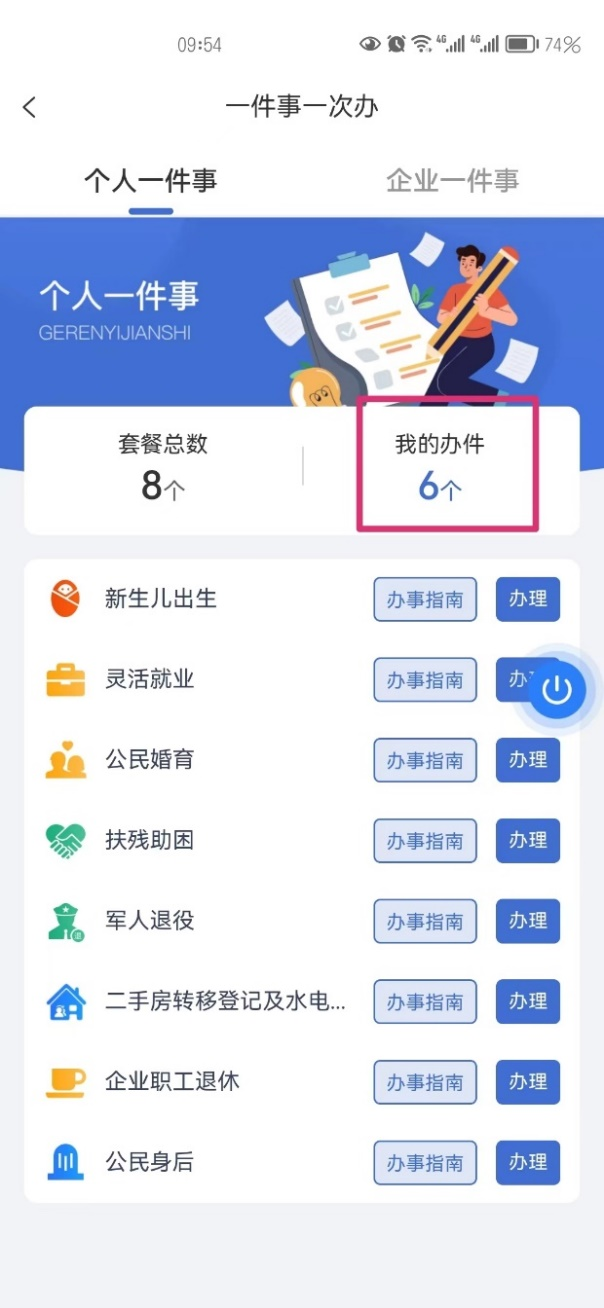 09:54
4G 4G 74%
一件事一次办
个人一件事 企业一件事
个人一件事
GERENYIJIANSHI
套餐总数 我的办件
8个 6个
新生儿出生 办事指南 办理
灵活就业 办事指南 办
公民婚育 办事指南 办理
扶残助困 办事指南 办理
军人退役 办事指南 办理
二手房转移登记及水电... 办事指南 办理
企业职工退休 办事指南 办理
公民身后 办事指南 办理